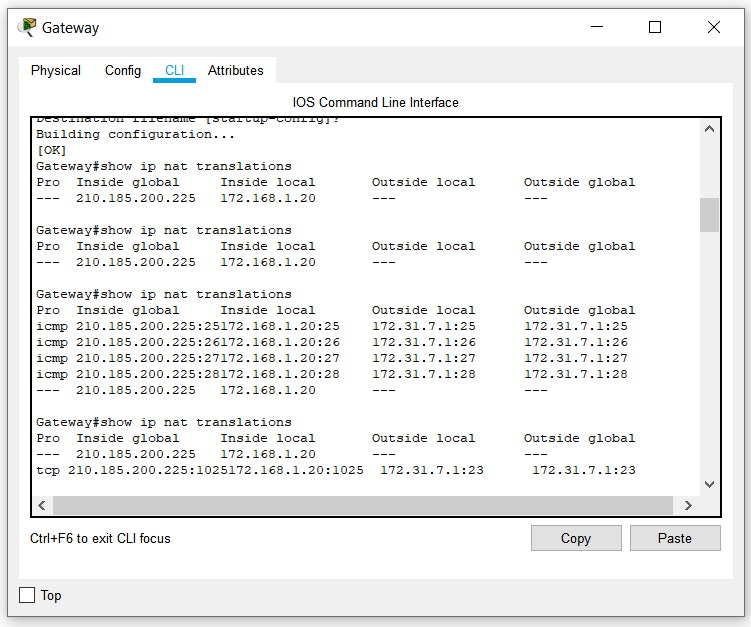 Gateway
Physical Config CLI Attributes
IOS Command Line Interface
Destination filename [startup-config]?
Building configuration...
[OK]
Gateway#show ip nat translations
Pro  Inside global     Inside local       Outside local      Outside global
---  210.185.200.225   172.168.1.20       ---                ---
Gateway#show ip nat translations
Pro  Inside global     Inside local       Outside local      Outside global
---  210.185.200.225   172.168.1.20       ---                ---
Gateway#show ip nat translations
Pro  Inside global     Inside local       Outside local      Outside global
icmp 210.185.200.225:25172.168.1.20:25    172.31.7.1:25      172.31.7.1:25
icmp 210.185.200.225:26172.168.1.20:26    172.31.7.1:26      172.31.7.1:26
icmp 210.185.200.225:27172.168.1.20:27    172.31.7.1:27      172.31.7.1:27
icmp 210.185.200.225:28172.168.1.20:28    172.31.7.1:28      172.31.7.1:28
---  210.185.200.225   172.168.1.20       ---                ---
Gateway#show ip nat translations
Pro  Inside global     Inside local       Outside local      Outside global
---  210.185.200.225   172.168.1.20       ---                ---
tcp 210.185.200.225:1025172.168.1.20:1025  172.31.7.1:23      172.31.7.1:23
Ctrl+F6 to exit CLI focus
Copy Paste
Top